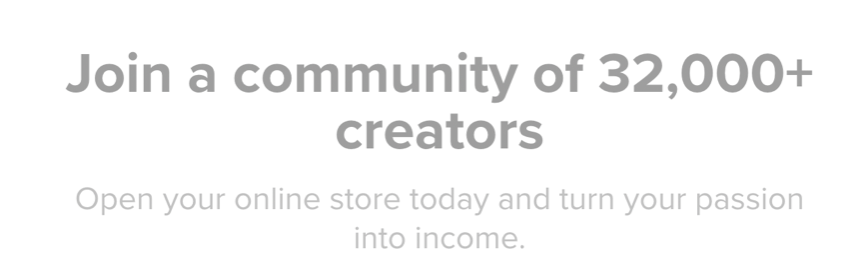 Join a community of 32,000+
creators
Open your online store today and turn your passion
into income.